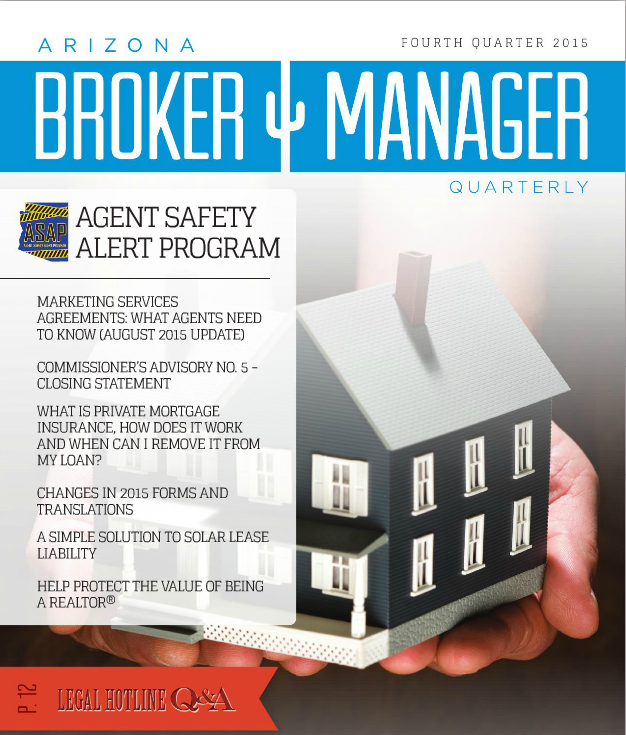 ARIZONA
FOURTH QUARTER 2015
BROKER MANAGER
QUARTERLY
ASAP
AGENT SAFETY
ALERT PROGRAM
MARKETING SERVICES
AGREEMENTS: WHAT AGENTS NEED
TO KNOW (AUGUST 2015 UPDATE)
COMMISSIONER'S ADVISORY NO. 5 –
CLOSING STATEMENT
WHAT IS PRIVATE MORTGAGE
INSURANCE, HOW DOES IT WORK
AND WHEN CAN I REMOVE IT FROM
MY LOAN?
CHANGES IN 2015 FORMS AND
TRANSLATIONS
A SIMPLE SOLUTION TO SOLAR LEASE
LIABILITY
HELP PROTECT THE VALUE OF BEING
A REALTOR®
P. 12
LEGAL HOTLINE Q&A